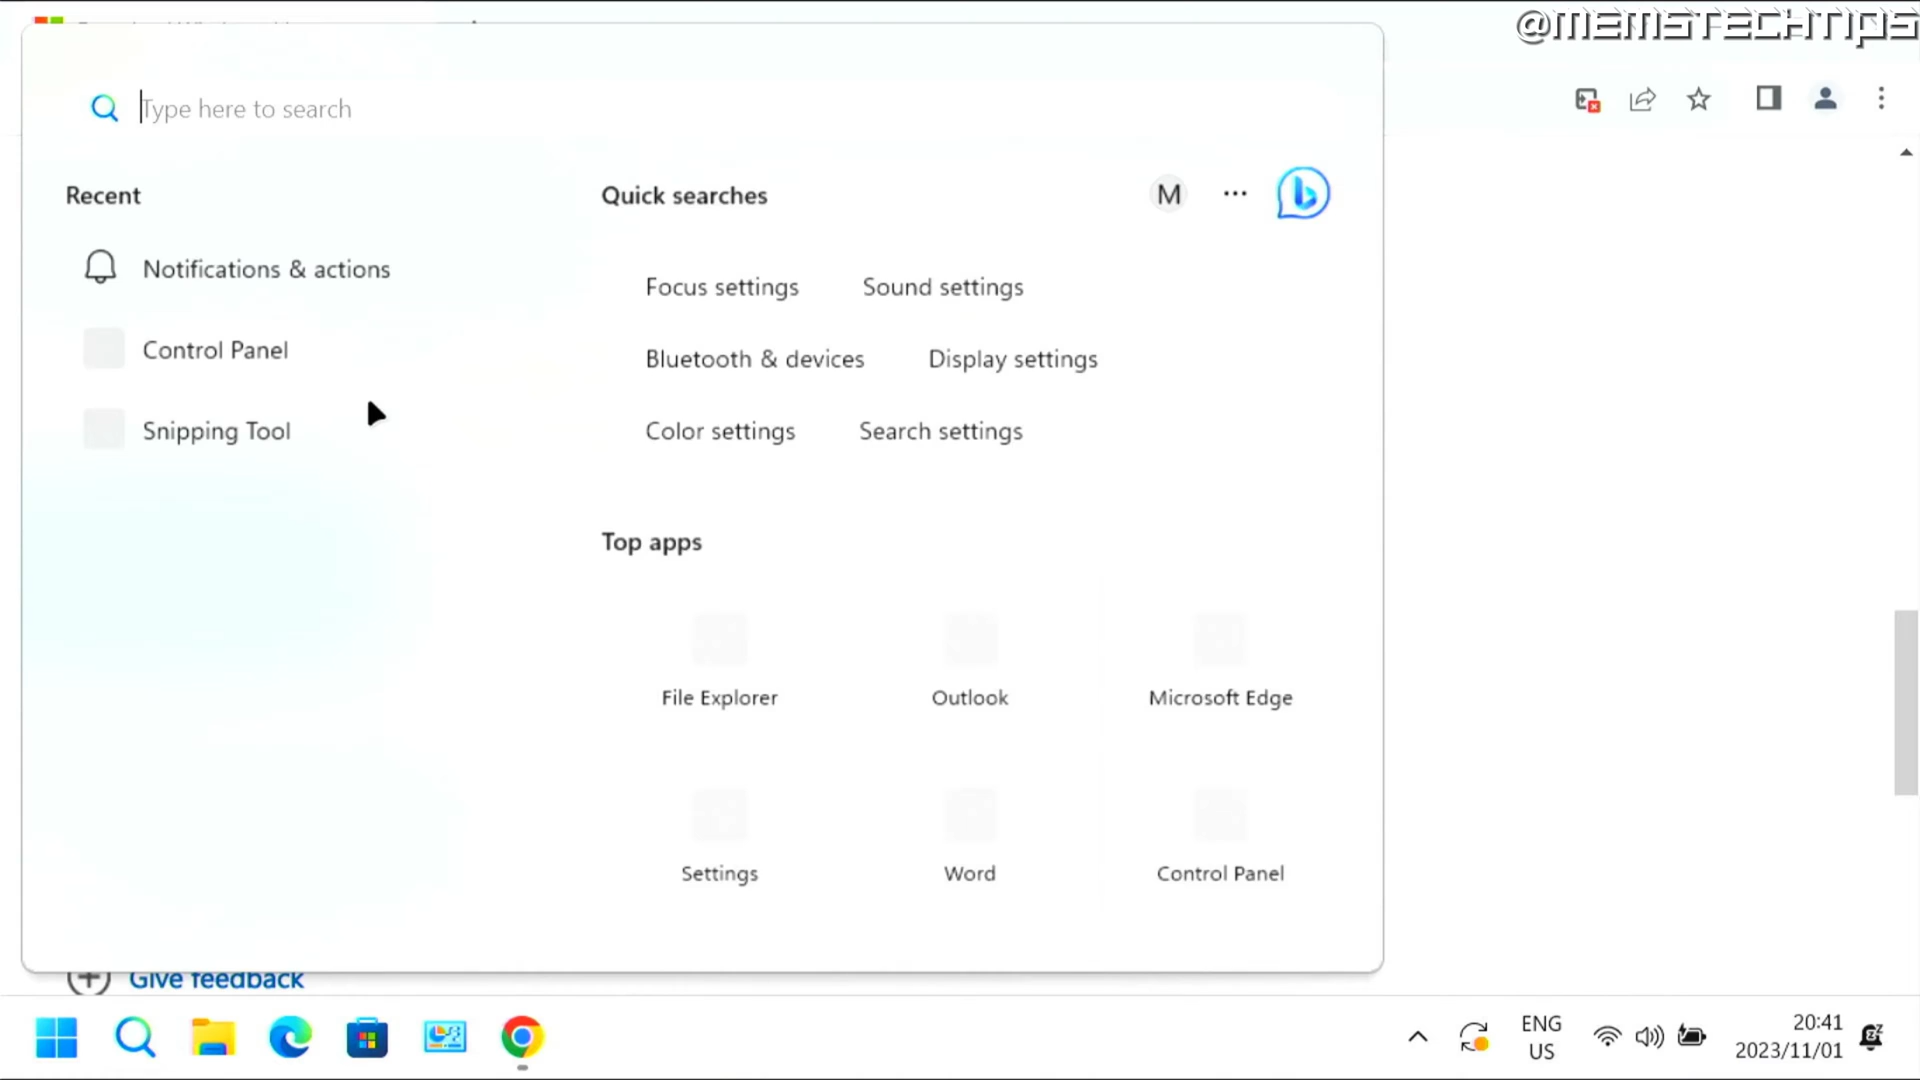 @MEMSTECHTIPS
Type here to search
Recent
Quick searches
M
Notifications & actions
Focus settings
Sound settings
Control Panel
Bluetooth & devices
Display settings
Snipping Tool
Color settings
Search settings
Top apps
File Explorer
Outlook
Microsoft Edge
Settings
Word
Control Panel
Give feedback
ENG
US
20:41
2023/11/01